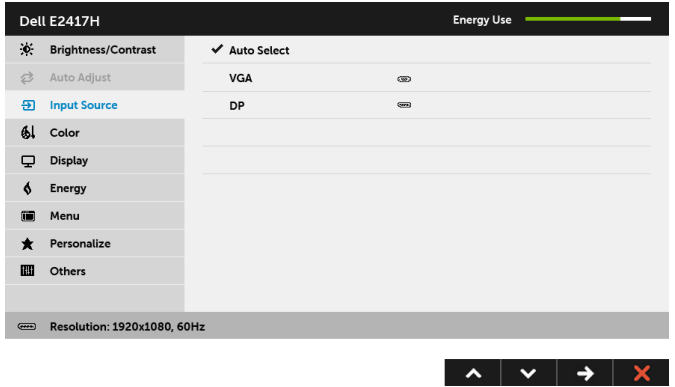 Dell E2417H
Energy Use
Brightness/Contrast
Auto Select
Auto Adjust
VGA
Input Source
DP
Color
Display
Energy
Menu
Personalize
Others
Resolution: 1920x1080, 60Hz